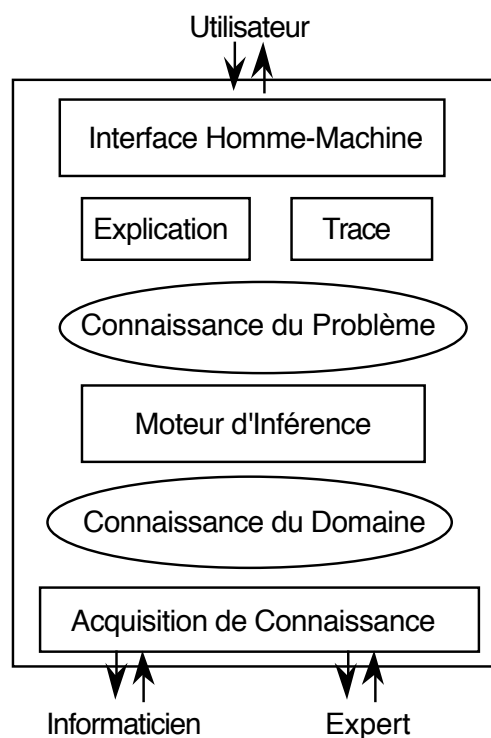 Utilisateur
Interface Homme-Machine
Explication
Trace
Connaissance du Problème
Moteur d'Inférence
Connaissance du Domaine
Acquisition de Connaissance
Informaticien
Expert